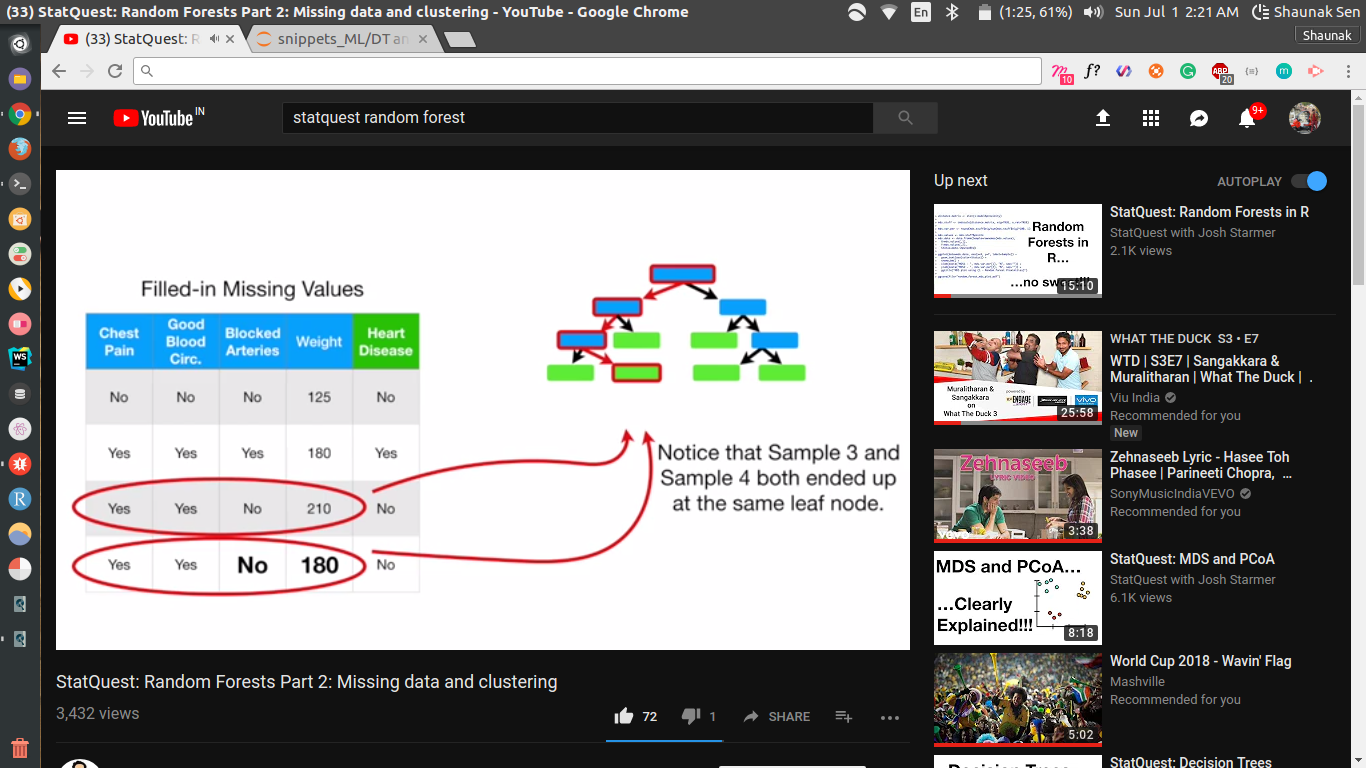 (33) StatQuest: Random Forests Part 2: Missing data and clustering - YouTube - Google Chrome
En
(1:25, 61%)
Sun Jul 1 2:21 AM
Shaunak Sen
(33) StatQuest: R
snippets_ML/DT an
Shaunak
10
f?
ABP
20
YouTube IN
statquest random forest
9+
Filled-in Missing Values
Chest Pain Good Blood Circ. Blocked Arteries Weight Heart Disease
No No No 125 No
Yes Yes Yes 180 Yes
Yes Yes No 210 No
Yes Yes No 180 No
Notice that Sample 3 and
Sample 4 both ended up
at the same leaf node.
StatQuest: Random Forests Part 2: Missing data and clustering
3,432 views
72
1
SHARE
Up next
AUTOPLAY
Random
Forests in
R...
...no sw
15:10
StatQuest: Random Forests in R
StatQuest with Josh Starmer
2.1K views
Muralitharan &
Sangakkara
on
What The Duck 3
vivo
25:58
WHAT THE DUCK S3 • E7
WTD | S3E7 | Sangakkara &
Muralitharan | What The Duck | .
Viu India
Recommended for you
New
Zehnaseeb
LYRIC VIDEO
vevo
3:38
Zehnaseeb Lyric - Hasee Toh
Phasee | Parineeti Chopra, ...
SonyMusicIndiaVEVO
Recommended for you
MDS and PCoA...
...Clearly
Explained!!!
8:18
StatQuest: MDS and PCoA
StatQuest with Josh Starmer
6.1K views
5:02
World Cup 2018 - Wavin' Flag
Mashville
Recommended for you
Decision Trees
StatQuest: Decision Trees